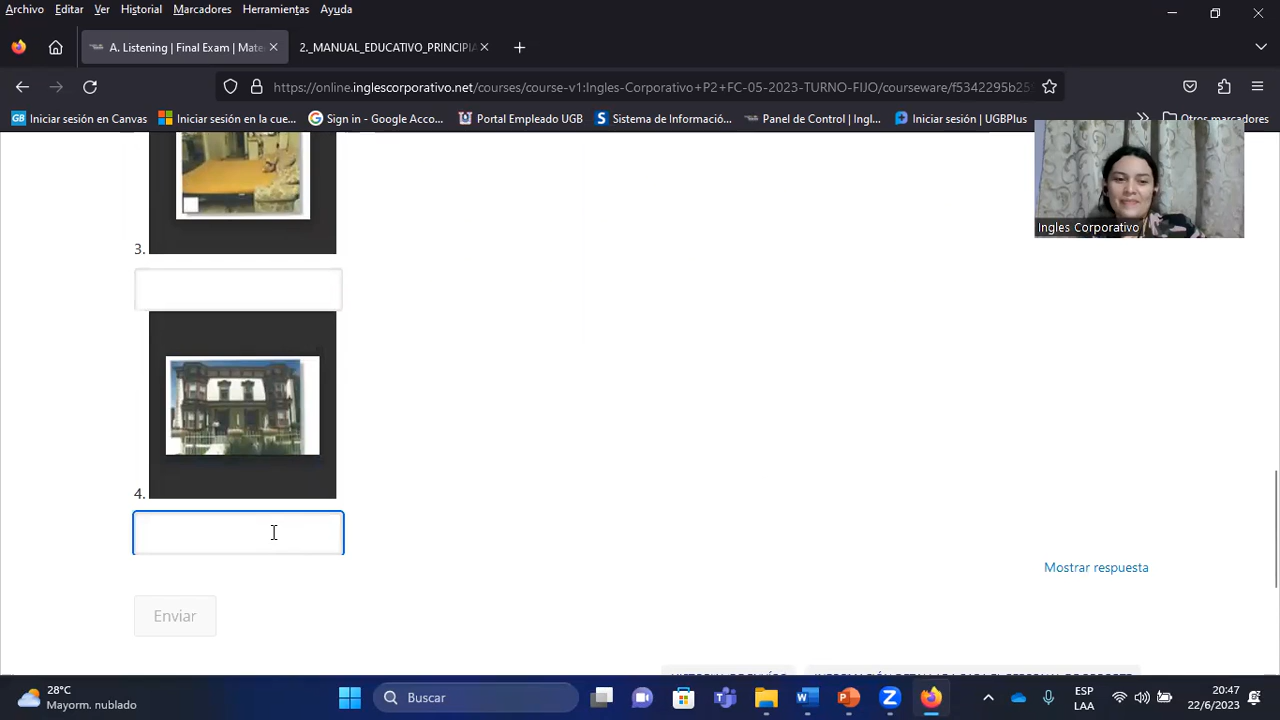 Archivo Editar Ver Historial Marcadores Herramientas Ayuda
A. Listening | Final Exam | Mate
2._MANUAL_EDUCATIVO_PRINCIPIA
https://online.inglescorporativo.net/courses/course-v1:Ingles-Corporativo+P2+FC-05-2023-TURNO-FIJO/courseware/f5342295b25
Iniciar sesión en Canvas
Iniciar sesión en la cue...
Sign in - Google Acco...
Portal Empleado UGB
Sistema de Informació...
Panel de Control | Ingl...
Iniciar sesión | UGBPlus
Otros marcadores
Ingles Corporativo
3.
4.
Mostrar respuesta
Enviar
28°C
Mayorm. nublado
Buscar
ESP
LAA
20:47
22/6/2023